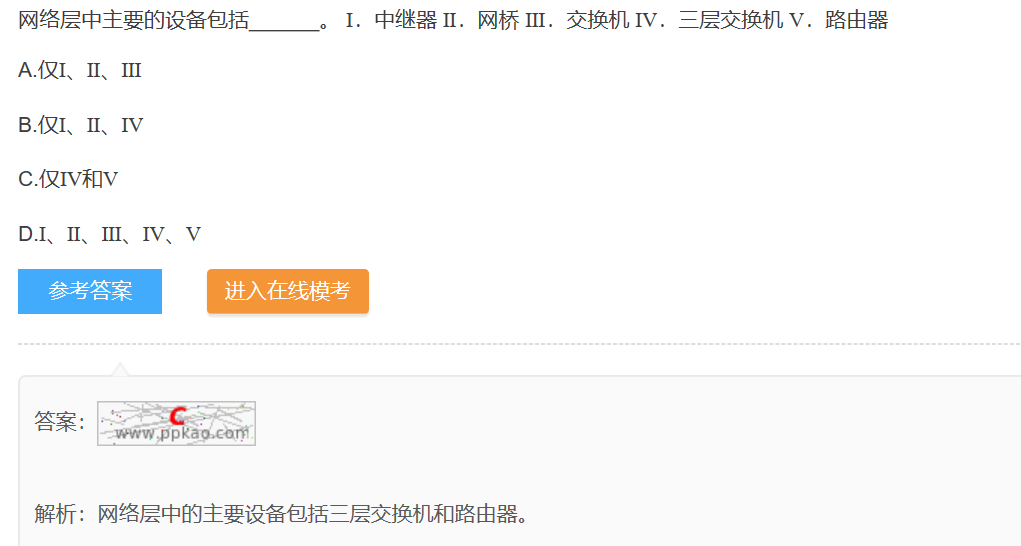 网络层中主要的设备包括_______。 Ⅰ．中继器 Ⅱ．网桥 Ⅲ．交换机 Ⅳ．三层交换机 Ⅴ．路由器
A.仅Ⅰ、Ⅱ、Ⅲ
B.仅Ⅰ、Ⅱ、Ⅳ
C.仅Ⅳ和Ⅴ
D.Ⅰ、Ⅱ、Ⅲ、Ⅳ、Ⅴ
参考答案 进入在线模考
答案： C
www.ppkao.com
解析：网络层中的主要设备包括三层交换机和路由器。